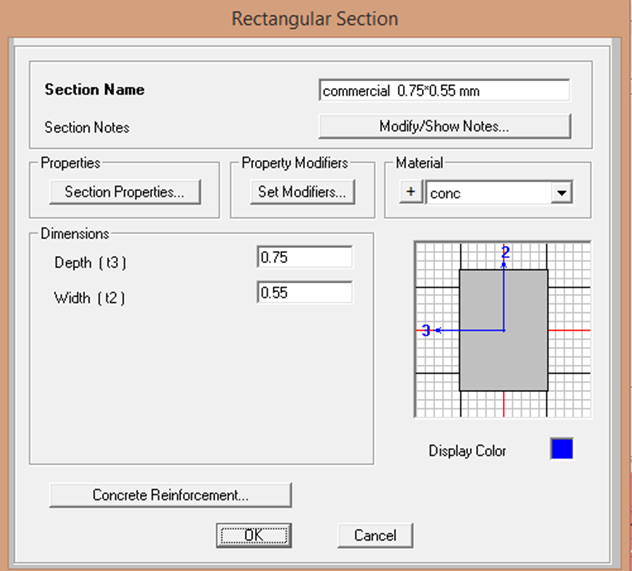 Rectangular Section
Section Name
commercial 0.75*0.55 mm
Section Notes
Modify/Show Notes...
Properties
Property Modifiers
Material
Section Properties...
Set Modifiers...
+
conc
Dimensions
Depth ( t3 )
0.75
Width ( t2 )
0.55
2
3
Display Color
Concrete Reinforcement...
OK
Cancel